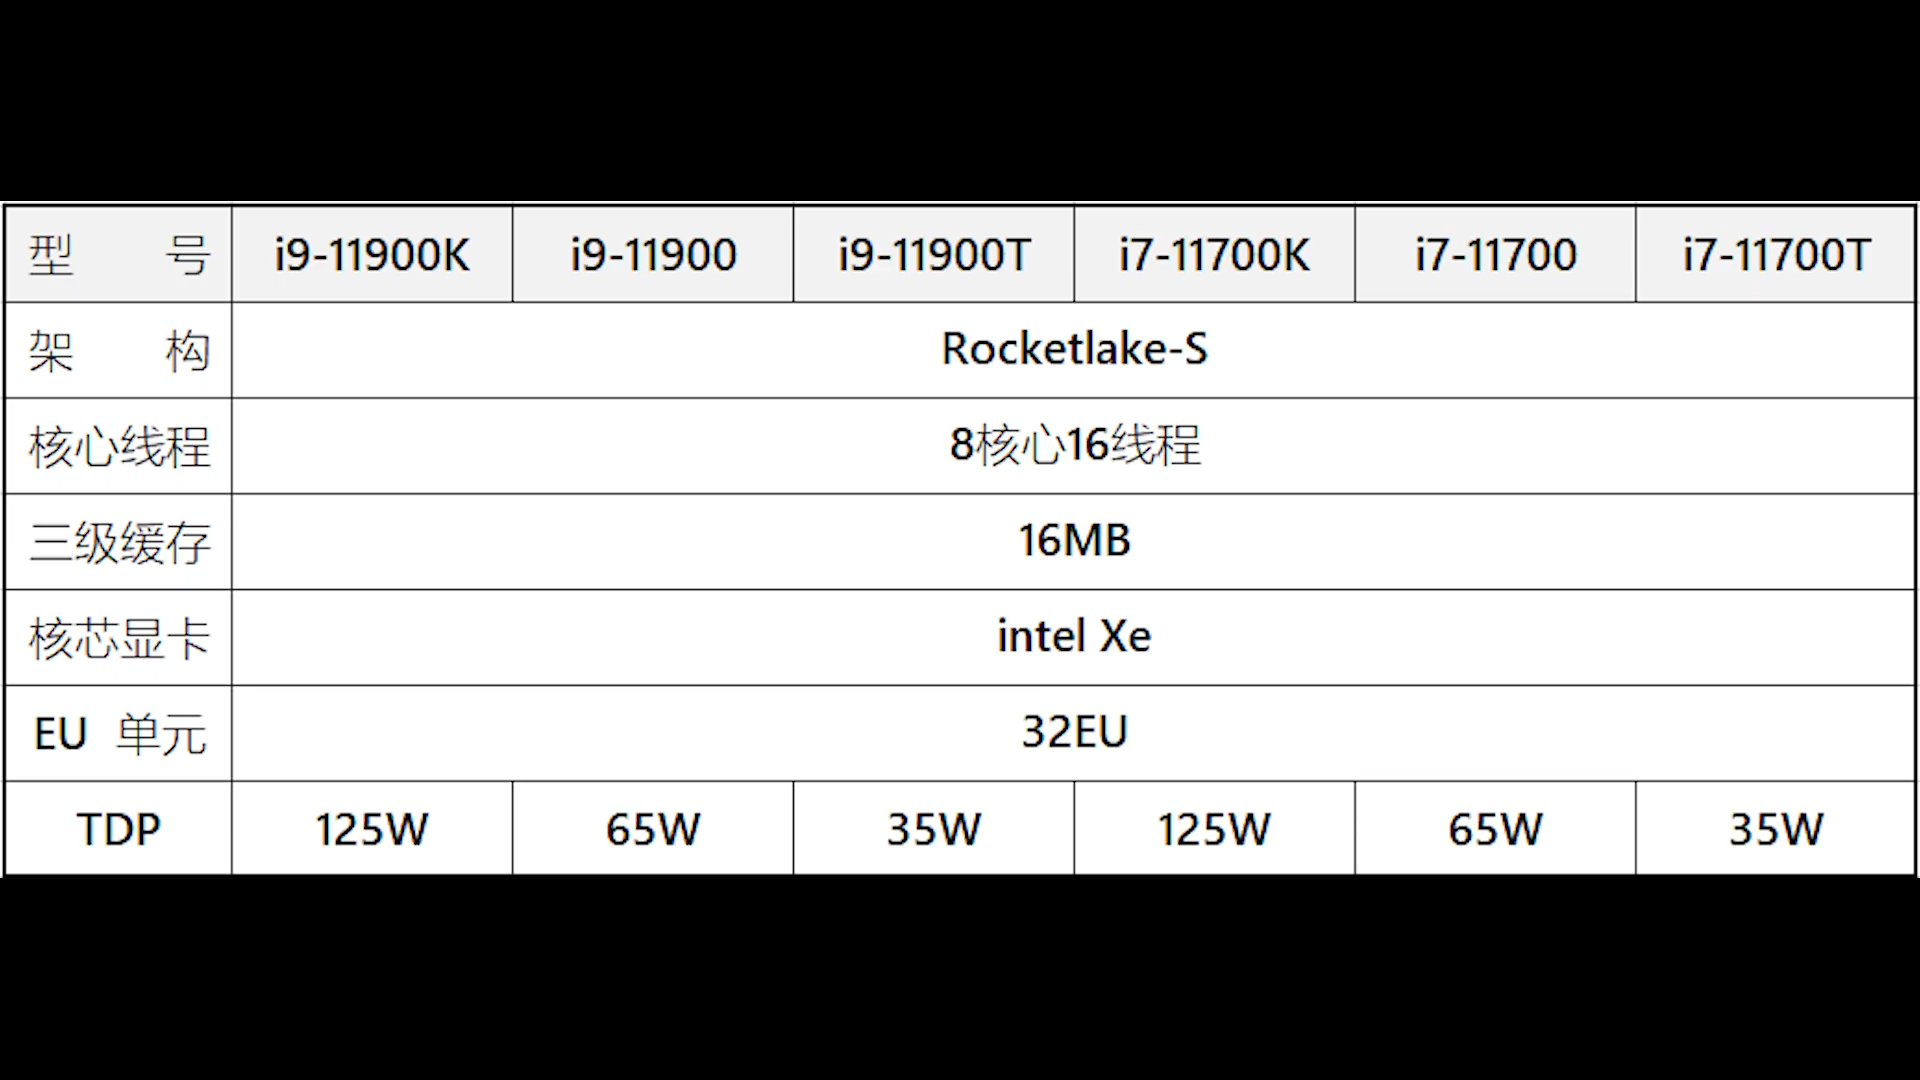 型 号 i9-11900K i9-11900 i9-11900T i7-11700K i7-11700 i7-11700T
架 构 Rocketlake-S
核心线程 8核心16线程
三级缓存 16MB
核芯显卡 intel Xe
EU 单元 32EU
TDP 125W 65W 35W 125W 65W 35W